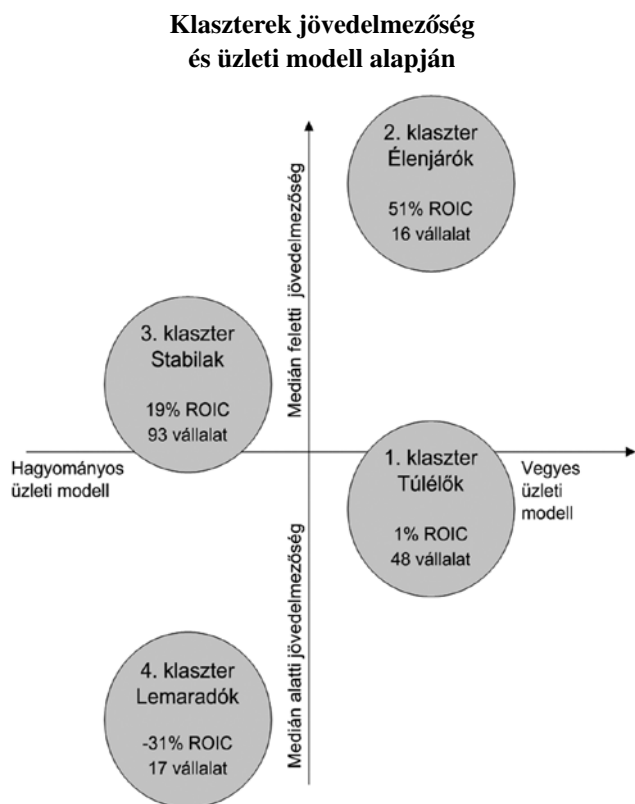 Klaszterek jövedelmezőség
és üzleti modell alapján
2. klaszter
Élenjárók
51% ROIC
16 vállalat
Medián feletti jövedelmezőség
3. klaszter
Stabilak
19% ROIC
93 vállalat
Hagyományos
üzleti modell
1. klaszter
Túlélők
1% ROIC
48 vállalat
Vegyes
üzleti
modell
Medián alatti jövedelmezőség
4. klaszter
Lemaradók
-31% ROIC
17 vállalat